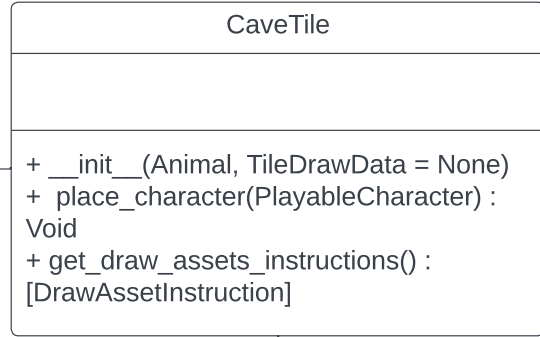 CaveTile
+ __init__(Animal, TileDrawData = None)
+  place_character(PlayableCharacter) :
Void
+ get_draw_assets_instructions() :
[DrawAssetInstruction]